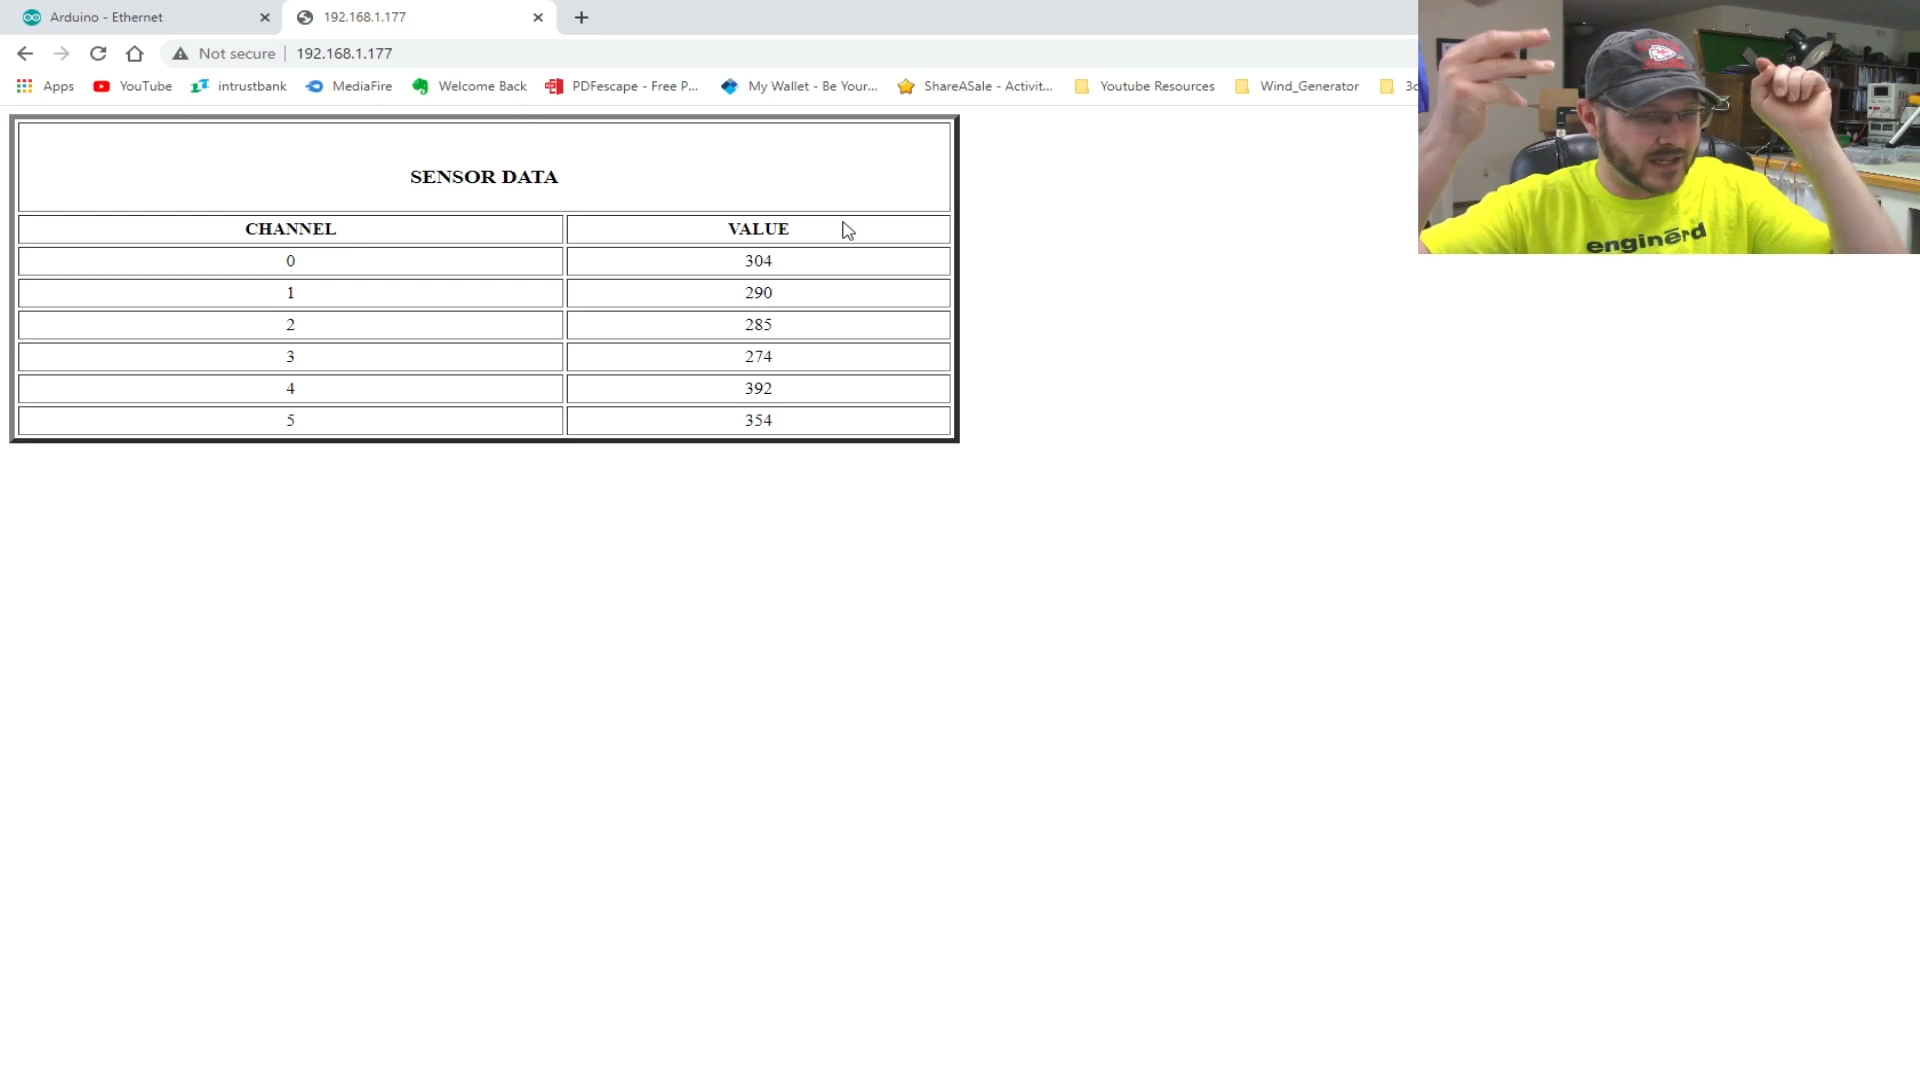 Arduino - Ethernet
192.168.1.177
Not secure 192.168.1.177
Apps YouTube intrustbank MediaFire Welcome Back PDFescape - Free P... My Wallet - Be Your... ShareASale - Activit... Youtube Resources Wind_Generator 3d
SENSOR DATA
CHANNEL VALUE
0 304
1 290
2 285
3 274
4 392
5 354
enginērd